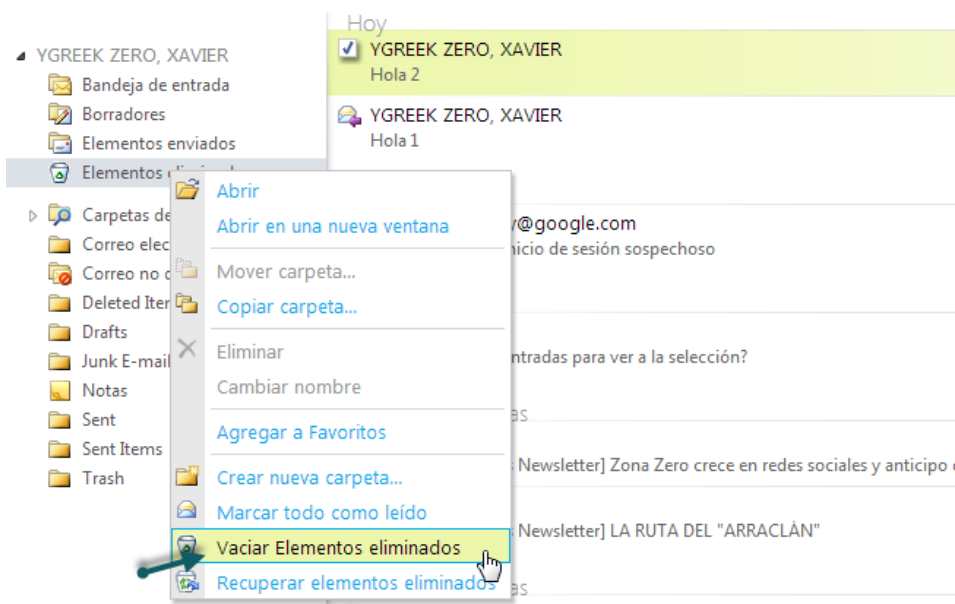 YGREEK ZERO, XAVIER
Bandeja de entrada
Borradores
Elementos enviados
Elementos
Carpetas de
Correo elec
Correo no
Deleted Iter
Drafts
Junk E-mail
Notas
Sent
Sent Items
Trash
Abrir
Abrir en una nueva ventana
Mover carpeta...
Copiar carpeta...
Eliminar
Cambiar nombre
Agregar a Favoritos
Crear nueva carpeta...
Marcar todo como leído
Vaciar Elementos eliminados
Recuperar elementos eliminados
Hoy
YGREEK ZERO, XAVIER
Hola 2
YGREEK ZERO, XAVIER
Hola 1
@google.com
nicio de sesión sospechoso
ntradas para ver a la selección?
as
Newsletter] Zona Zero crece en redes sociales y anticipo
Newsletter] LA RUTA DEL "ARRACLÁN"
as